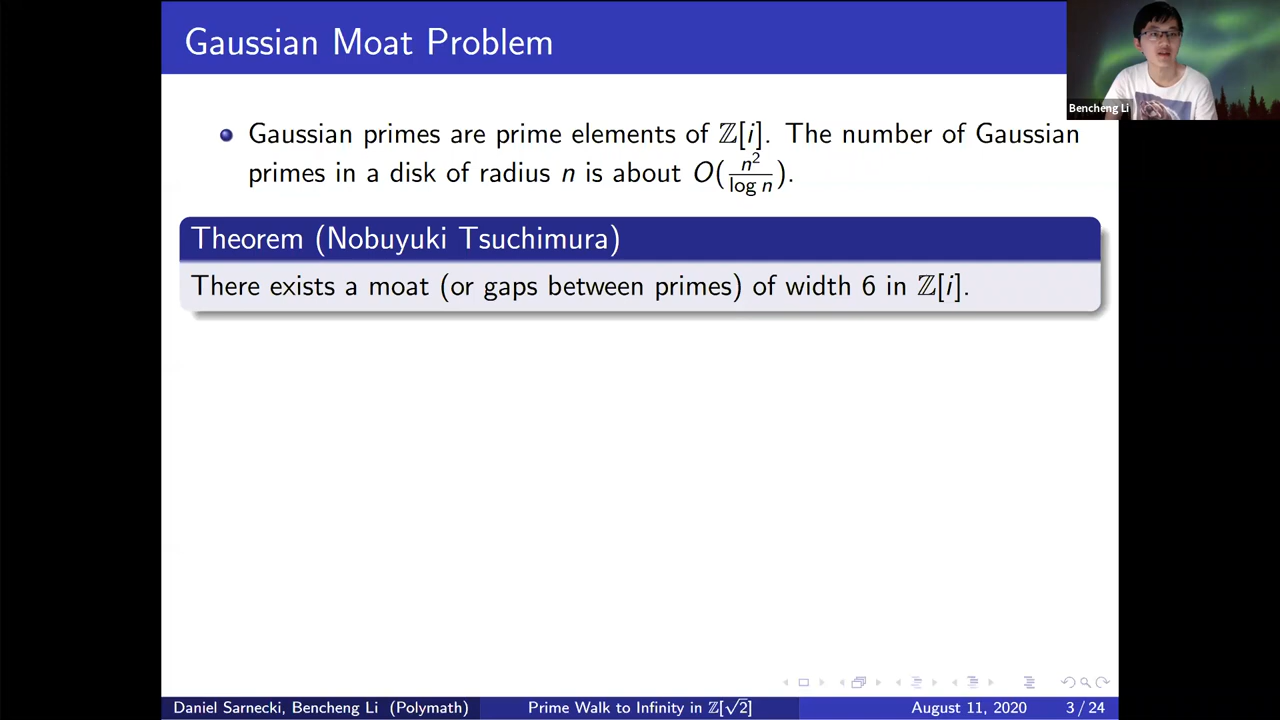 Gaussian Moat Problem
Bencheng Li
Gaussian primes are prime elements of ℤ[i]. The number of Gaussian
primes in a disk of radius n is about O(n²/log n).
Theorem (Nobuyuki Tsuchimura)
There exists a moat (or gaps between primes) of width 6 in ℤ[i].
Daniel Sarnecki, Bencheng Li (Polymath)
Prime Walk to Infinity in ℤ[√2]
August 11, 2020
3 / 24